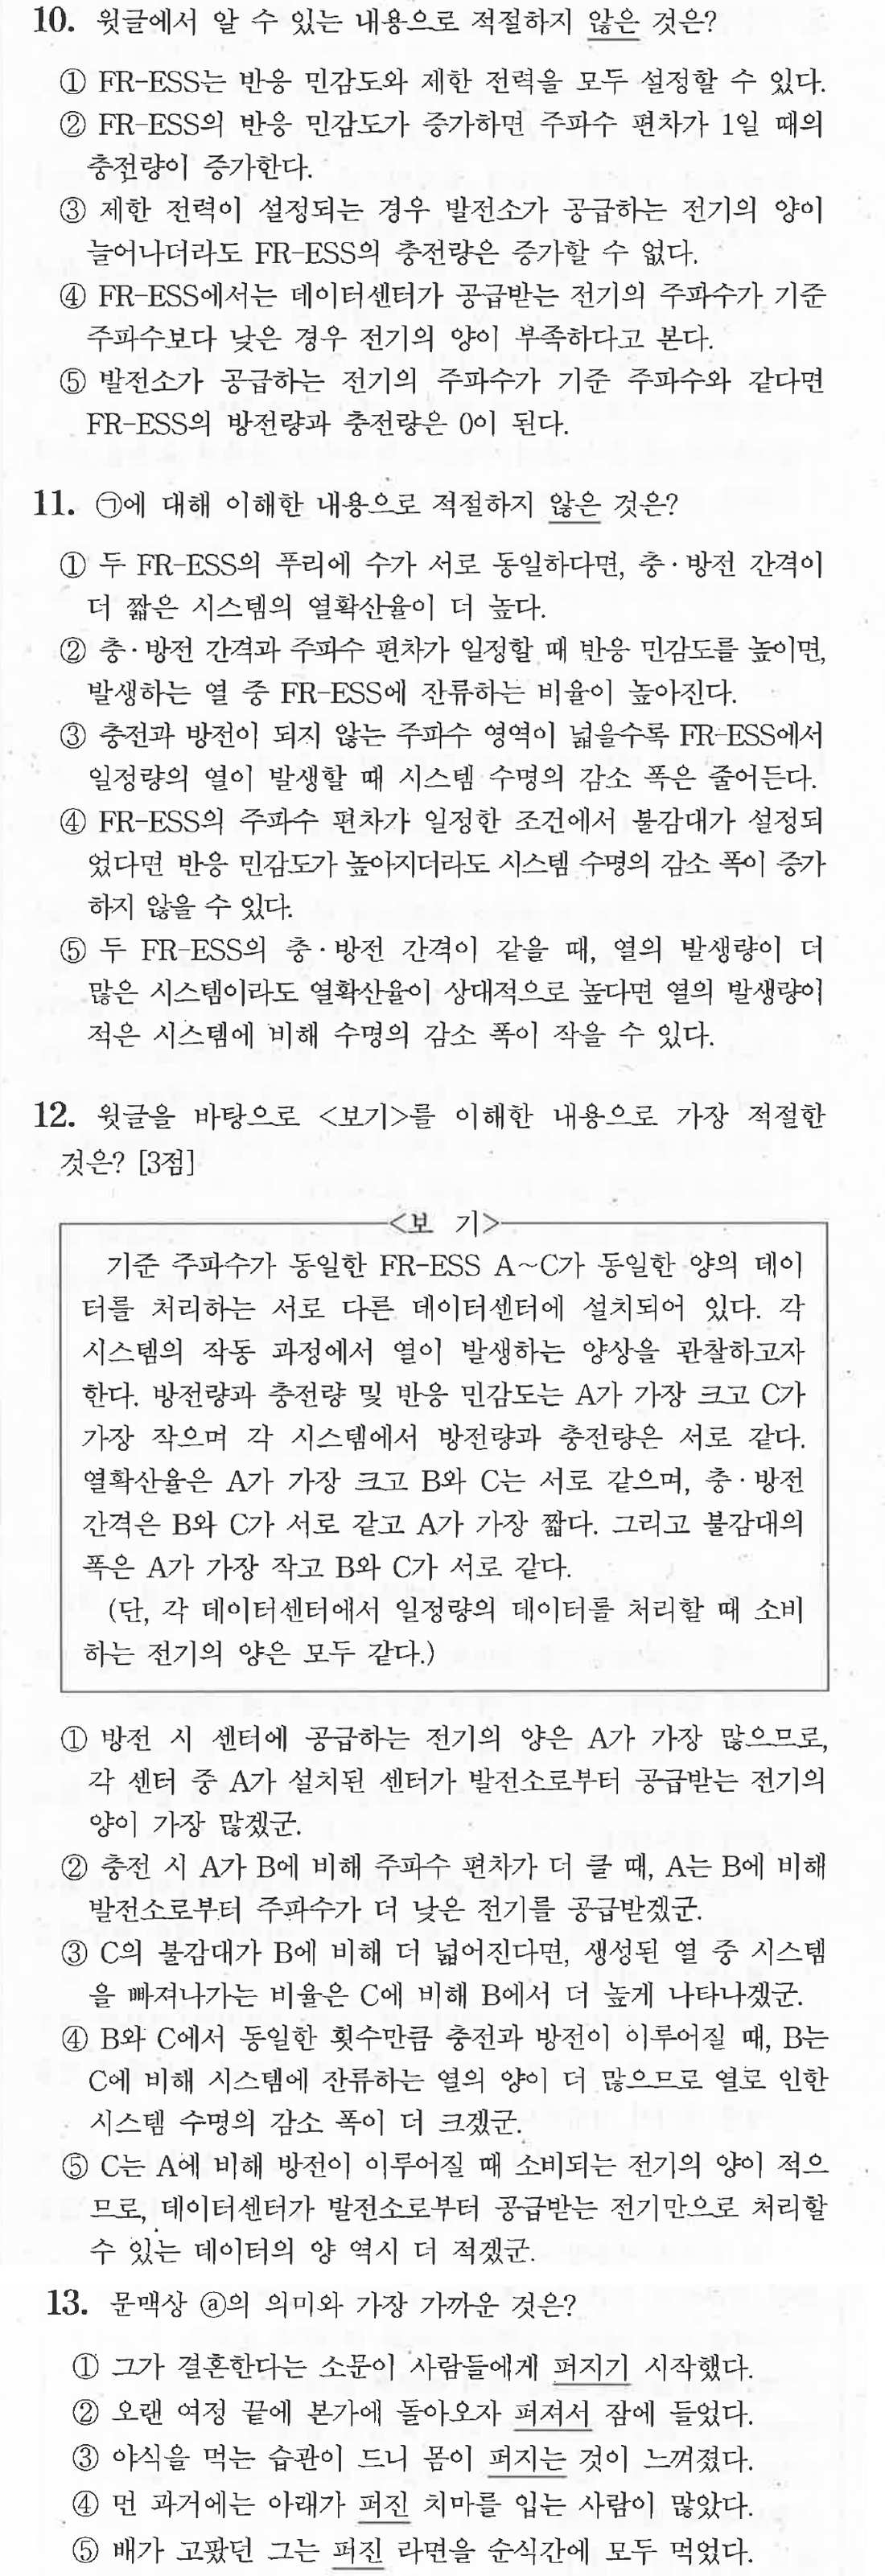 10. 윗글에서 알 수 있는 내용으로 적절하지 않은 것은?
① FR-ESS는 반응 민감도와 제한 전력을 모두 설정할 수 있다.
② FR-ESS의 반응 민감도가 증가하면 주파수 편차가 1일 때의
충전량이 증가한다.
③ 제한 전력이 설정되는 경우 발전소가 공급하는 전기의 양이
늘어나더라도 FR-ESS의 충전량은 증가할 수 없다.
④ FR-ESS에서는 데이터센터가 공급받는 전기의 주파수가 기준
주파수보다 낮은 경우 전기의 양이 부족하다고 본다.
⑤ 발전소가 공급하는 전기의 주파수가 기준 주파수와 같다면
FR-ESS의 방전량과 충전량은 0이 된다.
11. ㉠에 대해 이해한 내용으로 적절하지 않은 것은?
① 두 FR-ESS의 푸리에 수가 서로 동일하다면, 충·방전 간격이
더 짧은 시스템의 열확산율이 더 높다.
② 충·방전 간격과 주파수 편차가 일정할 때 반응 민감도를 높이면,
발생하는 열 중 FR-ESS에 잔류하는 비율이 높아진다.
③ 충전과 방전이 되지 않는 주파수 영역이 넓을수록 FR-ESS에서
일정량의 열이 발생할 때 시스템 수명의 감소 폭은 줄어든다.
④ FR-ESS의 주파수 편차가 일정한 조건에서 불감대가 설정되
었다면 반응 민감도가 높아지더라도 시스템 수명의 감소 폭이 증가
하지 않을 수 있다.
⑤ 두 FR-ESS의 충·방전 간격이 같을 때, 열의 발생량이 더
많은 시스템이라도 열확산율이 상대적으로 높다면 열의 발생량이
적은 시스템에 비해 수명의 감소 폭이 작을 수 있다.
12. 윗글을 바탕으로 <보기>를 이해한 내용으로 가장 적절한
것은? [3점]
<보 기>
기준 주파수가 동일한 FR-ESS A~C가 동일한 양의 데이
터를 처리하는 서로 다른 데이터센터에 설치되어 있다. 각
시스템의 작동 과정에서 열이 발생하는 양상을 관찰하고자
한다. 방전량과 충전량 및 반응 민감도는 A가 가장 크고 C가
가장 작으며 각 시스템에서 방전량과 충전량은 서로 같다.
열확산율은 A가 가장 크고 B와 C는 서로 같으며, 충·방전
간격은 B와 C가 서로 같고 A가 가장 짧다. 그리고 불감대의
폭은 A가 가장 작고 B와 C가 서로 같다.
(단, 각 데이터센터에서 일정량의 데이터를 처리할 때 소비
하는 전기의 양은 모두 같다.)
① 방전 시 센터에 공급하는 전기의 양은 A가 가장 많으므로,
각 센터 중 A가 설치된 센터가 발전소로부터 공급받는 전기의
양이 가장 많겠군.
② 충전 시 A가 B에 비해 주파수 편차가 더 클 때, A는 B에 비해
발전소로부터 주파수가 더 낮은 전기를 공급받겠군.
③ C의 불감대가 B에 비해 더 넓어진다면, 생성된 열 중 시스템
을 빠져나가는 비율은 C에 비해 B에서 더 높게 나타나겠군.
④ B와 C에서 동일한 횟수만큼 충전과 방전이 이루어질 때, B는
C에 비해 시스템에 잔류하는 열의 양이 더 많으므로 열로 인한
시스템 수명의 감소 폭이 더 크겠군.
⑤ C는 A에 비해 방전이 이루어질 때 소비되는 전기의 양이 적으
므로, 데이터센터가 발전소로부터 공급받는 전기만으로 처리할
수 있는 데이터의 양 역시 더 적겠군.
13. 문맥상 ⓐ의 의미와 가장 가까운 것은?
① 그가 결혼한다는 소문이 사람들에게 퍼지기 시작했다.
② 오랜 여정 끝에 본가에 돌아오자 퍼져서 잠에 들었다.
③ 야식을 먹는 습관이 드니 몸이 퍼지는 것이 느껴졌다.
④ 먼 과거에는 아래가 퍼진 치마를 입는 사람이 많았다.
⑤ 배가 고팠던 그는 퍼진 라면을 순식간에 모두 먹었다.